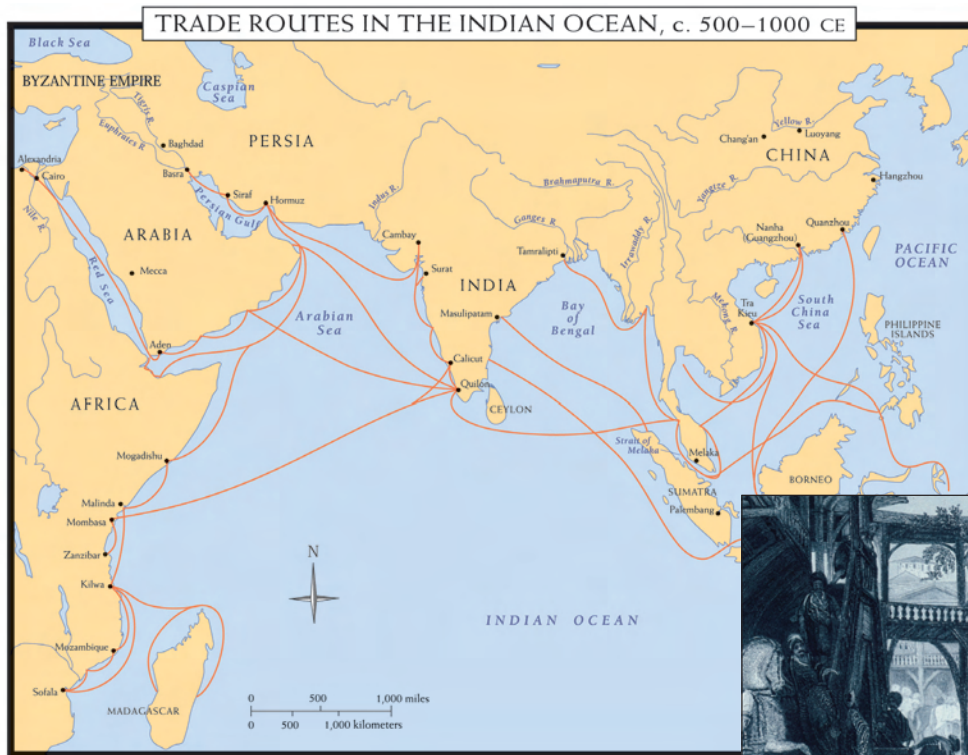 TRADE ROUTES IN THE INDIAN OCEAN, c. 500–1000 CE
Black Sea
BYZANTINE EMPIRE
Caspian
Sea
Tigris R.
Euphrates R.
Baghdad
PERSIA
Alexandria
Cairo
Basra
Siraf
Hormuz
Persian Gulf
Nile R.
ARABIA
Mecca
Red Sea
Aden
Arabian
Sea
Indus R.
Cambay
Surat
INDIA
Masulipatam
Calicut
Quilon
CEYLON
Brahmaputra R.
Ganges R.
Tamralipti
Irrawaddy R.
Bay
of
Bengal
Chang'an
Yellow R.
Luoyang
CHINA
Hangzhou
Yangtze R.
Nanha
(Guangzhou)
Quanzhou
PACIFIC
OCEAN
Tra
Kieu
Mekong R.
South
China
Sea
PHILIPPINE
ISLANDS
Strait of
Melaka
Melaka
SUMATRA
Palembang
BORNEO
AFRICA
Mogadishu
Malinda
Mombasa
Zanzibar
Kilwa
Mozambique
Sofala
MADAGASCAR
N
INDIAN OCEAN
0 500 1,000 miles
0 500 1,000 kilometers